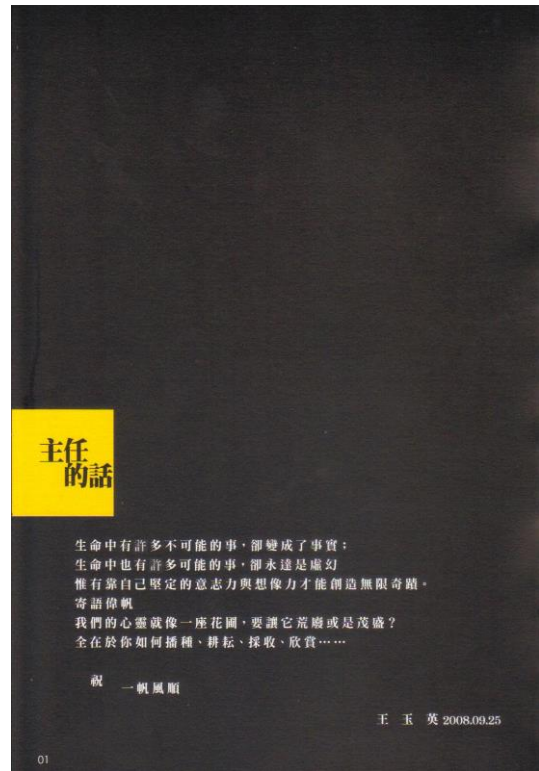 主任
的話
生命中有許多不可能的事，卻變成了事實；
生命中也有許多可能的事，卻永達是虛幻
惟有靠自己堅定的意志力與想像力才能創造無限奇蹟。
寄語偉帆
我們的心靈就像一座花園，要讓它荒廢或是茂盛？
全在於你如何播種、耕耘、採收、欣賞……
祝
一帆風順
王 玉 英 2008.09.25
01